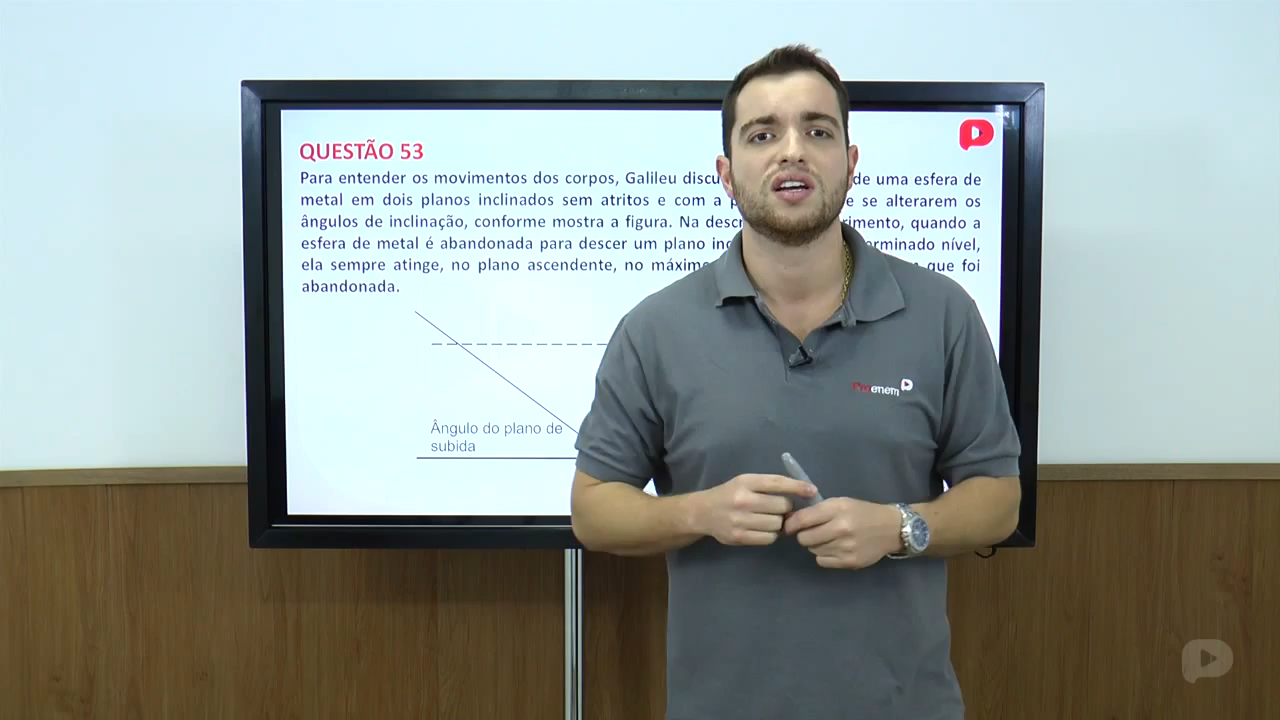 QUESTÃO 53
Para entender os movimentos dos corpos, Galileu discu de uma esfera de
metal em dois planos inclinados sem atritos e com a p e se alterarem os
ângulos de inclinação, conforme mostra a figura. Na descr rimento, quando a
esfera de metal é abandonada para descer um plano inc erminado nível,
ela sempre atinge, no plano ascendente, no máximo que foi
abandonada.
Ângulo do plano de
subida
Proenem